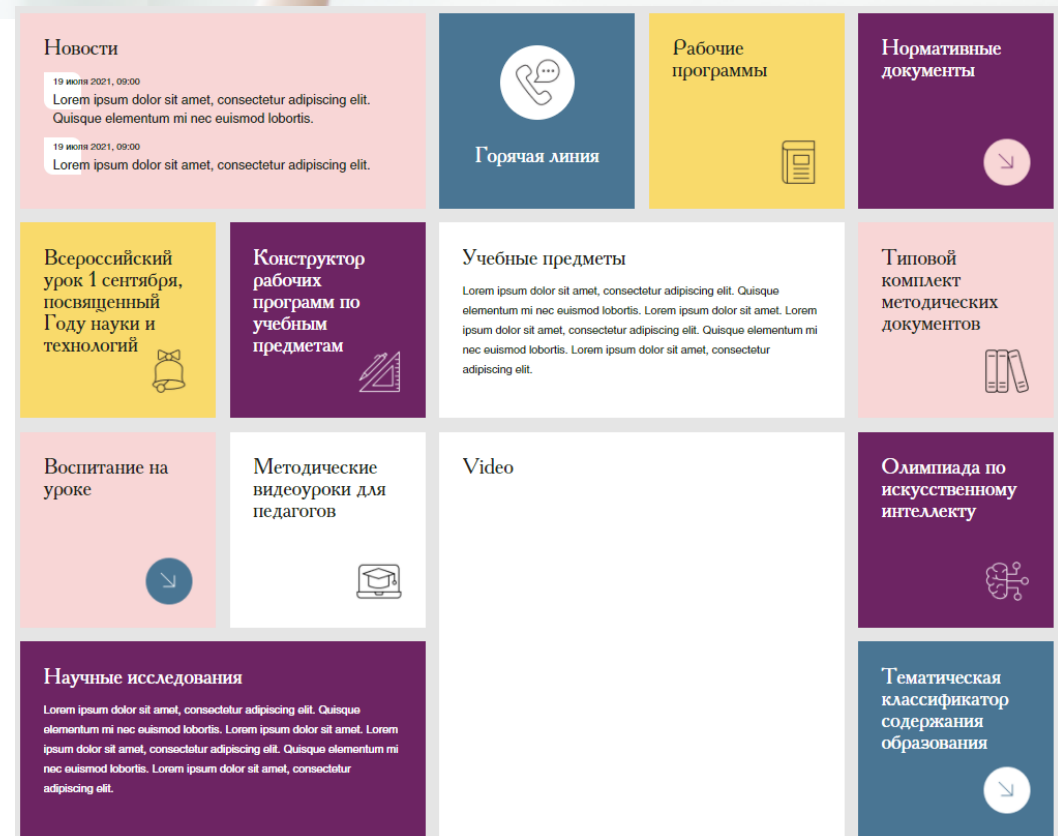 Новости
19 июля 2021, 09:00
Lorem ipsum dolor sit amet, consectetur adipiscing elit.
Quisque elementum mi nec euismod lobortis.
19 июля 2021, 09:00
Lorem ipsum dolor sit amet, consectetur adipiscing elit.
Горячая линия
Рабочие
программы
Нормативные
документы
Всероссийский
урок 1 сентября,
посвященный
Году науки и
технологий
Конструктор
рабочих
программ по
учебным
предметам
Учебные предметы
Lorem ipsum dolor sit amet, consectetur adipiscing elit. Quisque
elementum mi nec euismod lobortis. Lorem ipsum dolor sit amet. Lorem
ipsum dolor sit amet, consectetur adipiscing elit. Quisque elementum mi
nec euismod lobortis. Lorem ipsum dolor sit amet, consectetur
adipiscing elit.
Типовой
комплект
методических
документов
Воспитание на
уроке
Методические
видеоуроки для
педагогов
Video
Олимпиада по
искусственному
интеллекту
Научные исследования
Lorem ipsum dolor sit amet, consectetur adipiscing elit. Quisque
elementum mi nec euismod lobortis. Lorem ipsum dolor sit amet. Lorem
ipsum dolor sit amet, consectetur adipiscing elit. Quisque elementum mi
nec euismod lobortis. Lorem ipsum dolor sit amet, consectetur
adipiscing elit.
Тематическая
классификатор
содержания
образования